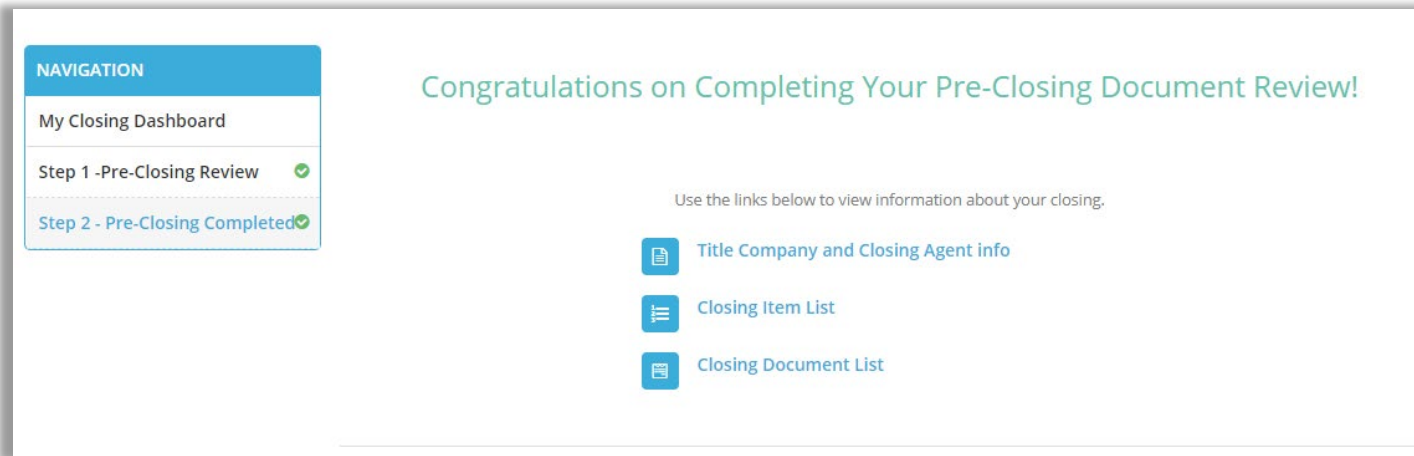 NAVIGATION
My Closing Dashboard
Step 1 -Pre-Closing Review
Step 2 - Pre-Closing Completed
Congratulations on Completing Your Pre-Closing Document Review!
Use the links below to view information about your closing.
Title Company and Closing Agent info
Closing Item List
Closing Document List